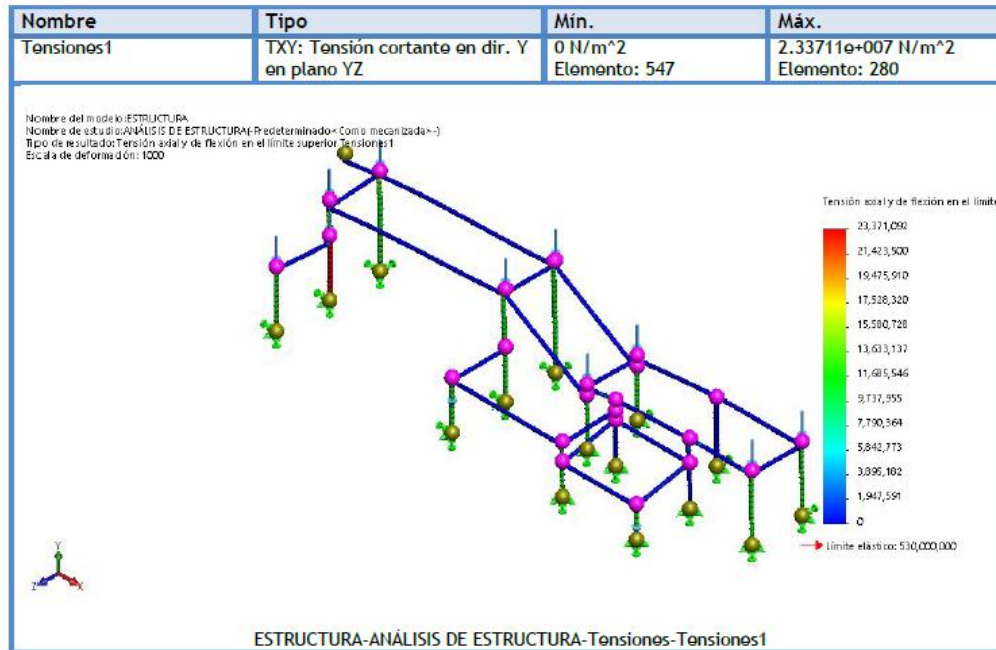 Nombre Tipo Mín. Máx.
Tensiones1 TXY: Tensión cortante en dir. Y en plano YZ 0 N/m^2 Elemento: 547 2.33711e+007 N/m^2 Elemento: 280
Nombre del modelo:ESTRUCTURA
Nombre de estudio:ANÁLISIS DE ESTRUCTURA(-Predeterminado<Como mecanizada>-)
Tipo de resultado: Tensión axial y de flexión en el límite superior Tensiones1
Escala de deformación: 1000
Tensión axial y de flexión en el límite
23,371,092
21,423,500
19,475,910
17,528,320
15,580,728
13,633,137
11,685,546
9,737,955
7,790,364
5,842,773
3,895,182
1,947,591
0
Límite elástico: 530,000,000
Y
Z
X
ESTRUCTURA-ANÁLISIS DE ESTRUCTURA-Tensiones-Tensiones1